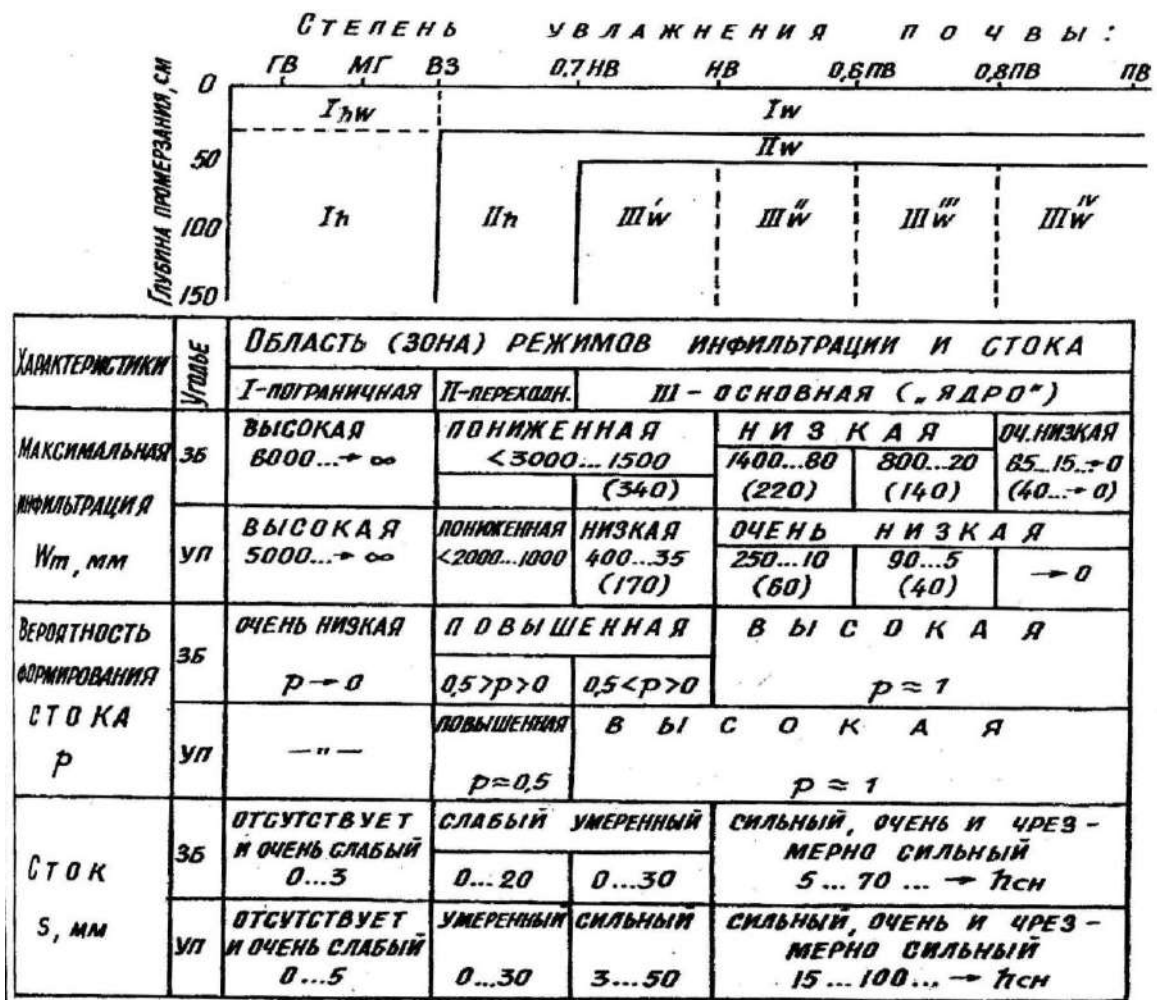 СТЕПЕНЬ УВЛАЖНЕНИЯ ПОЧВЫ:
ГВ МГ ВЗ 0,7НВ НВ 0,6ПВ 0,8ПВ ПВ
ГЛУБИНА ПРОМЕРЗАНИЯ, СМ
0
50
100
150
Ihw Iw
IIw
Ih IIh III'w III''w III'''w III^IV w
ХАРАКТЕРИСТИКИ
УГОДЬЕ
ОБЛАСТЬ (ЗОНА) РЕЖИМОВ ИНФИЛЬТРАЦИИ И СТОКА
I-ПОГРАНИЧНАЯ II-ПЕРЕХОДН. III - ОСНОВНАЯ („ЯДРО")
МАКСИМАЛЬНАЯ
ИНФИЛЬТРАЦИЯ
Wm, мм
ЗБ
ВЫСОКАЯ ПОНИЖЕННАЯ НИЗКАЯ ОЧ.НИЗКАЯ
6000...→ ∞ <3000... 1500 1400...80 800...20 65...15...→0
(340) (220) (140) (40...→ 0)
УП
ВЫСОКАЯ ПОНИЖЕННАЯ НИЗКАЯ ОЧЕНЬ НИЗКАЯ
5000...→ ∞ <2000...1000 400...35 250...10 90...5 → 0
(170) (60) (40)
ВЕРОЯТНОСТЬ
ФОРМИРОВАНИЯ
СТОКА
p
ЗБ
ОЧЕНЬ НИЗКАЯ ПОВЫШЕННАЯ ВЫСОКАЯ
p → 0 0,5>p>0 0,5<p>0 p ≈ 1
УП
— " — ПОВЫШЕННАЯ ВЫСОКАЯ
p≈0,5 p ≈ 1
СТОК
S, мм
ЗБ
ОТСУТСТВУЕТ СЛАБЫЙ УМЕРЕННЫЙ СИЛЬНЫЙ, ОЧЕНЬ И ЧРЕЗ-
И ОЧЕНЬ СЛАБЫЙ МЕРНО СИЛЬНЫЙ
0...3 0...20 0...30 5...70 ... → hсн
УП
ОТСУТСТВУЕТ УМЕРЕННЫЙ СИЛЬНЫЙ СИЛЬНЫЙ, ОЧЕНЬ И ЧРЕЗ-
И ОЧЕНЬ СЛАБЫЙ МЕРНО СИЛЬНЫЙ
0...5 0...30 3...50 15...100... → hсн